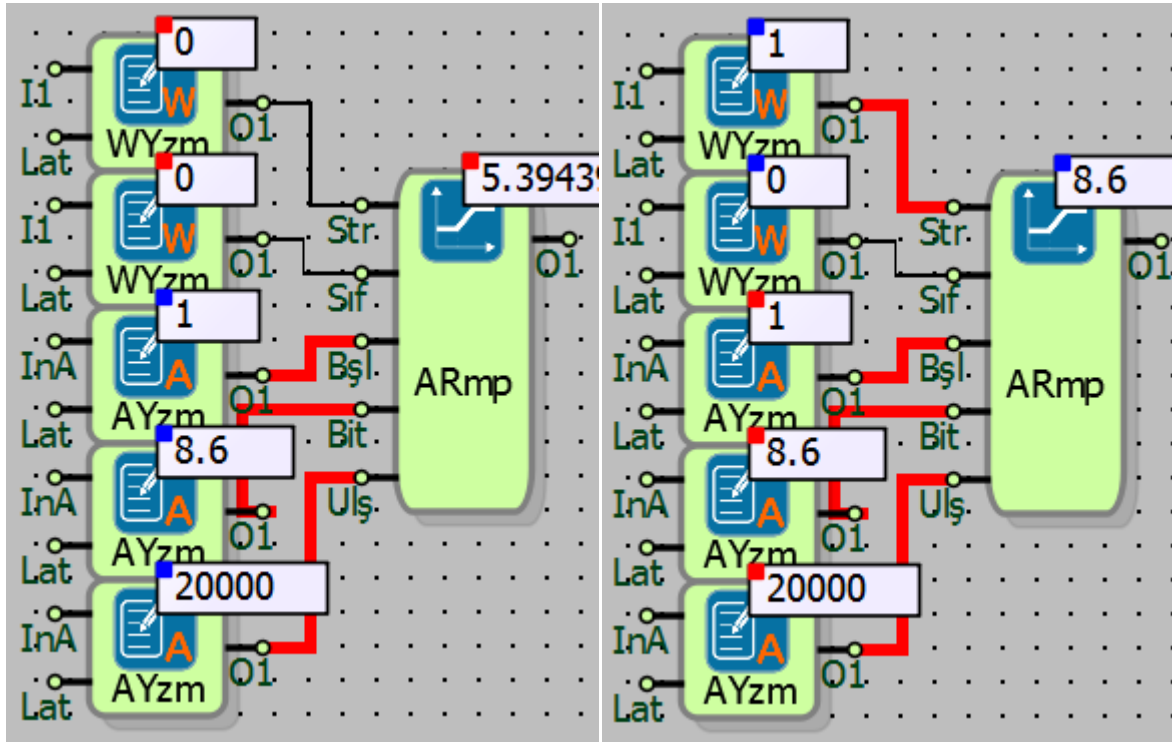 0
I1
W
O1
WYzm
Lat
0
5.39439
I1
W
Str
O1
O1
WYzm
Lat
Sıf
1
InA
A
Bşl
O1
ARmp
AYzm
Lat
Bit
8.6
InA
A
Ulş
O1
AYzm
Lat
20000
InA
A
O1
AYzm
Lat
1
I1
W
O1
WYzm
Lat
0
8.6
I1
W
Str
O1
O1
WYzm
Lat
Sıf
1
InA
A
Bşl
O1
ARmp
AYzm
Lat
Bit
8.6
InA
A
Ulş
O1
AYzm
Lat
20000
InA
A
O1
AYzm
Lat